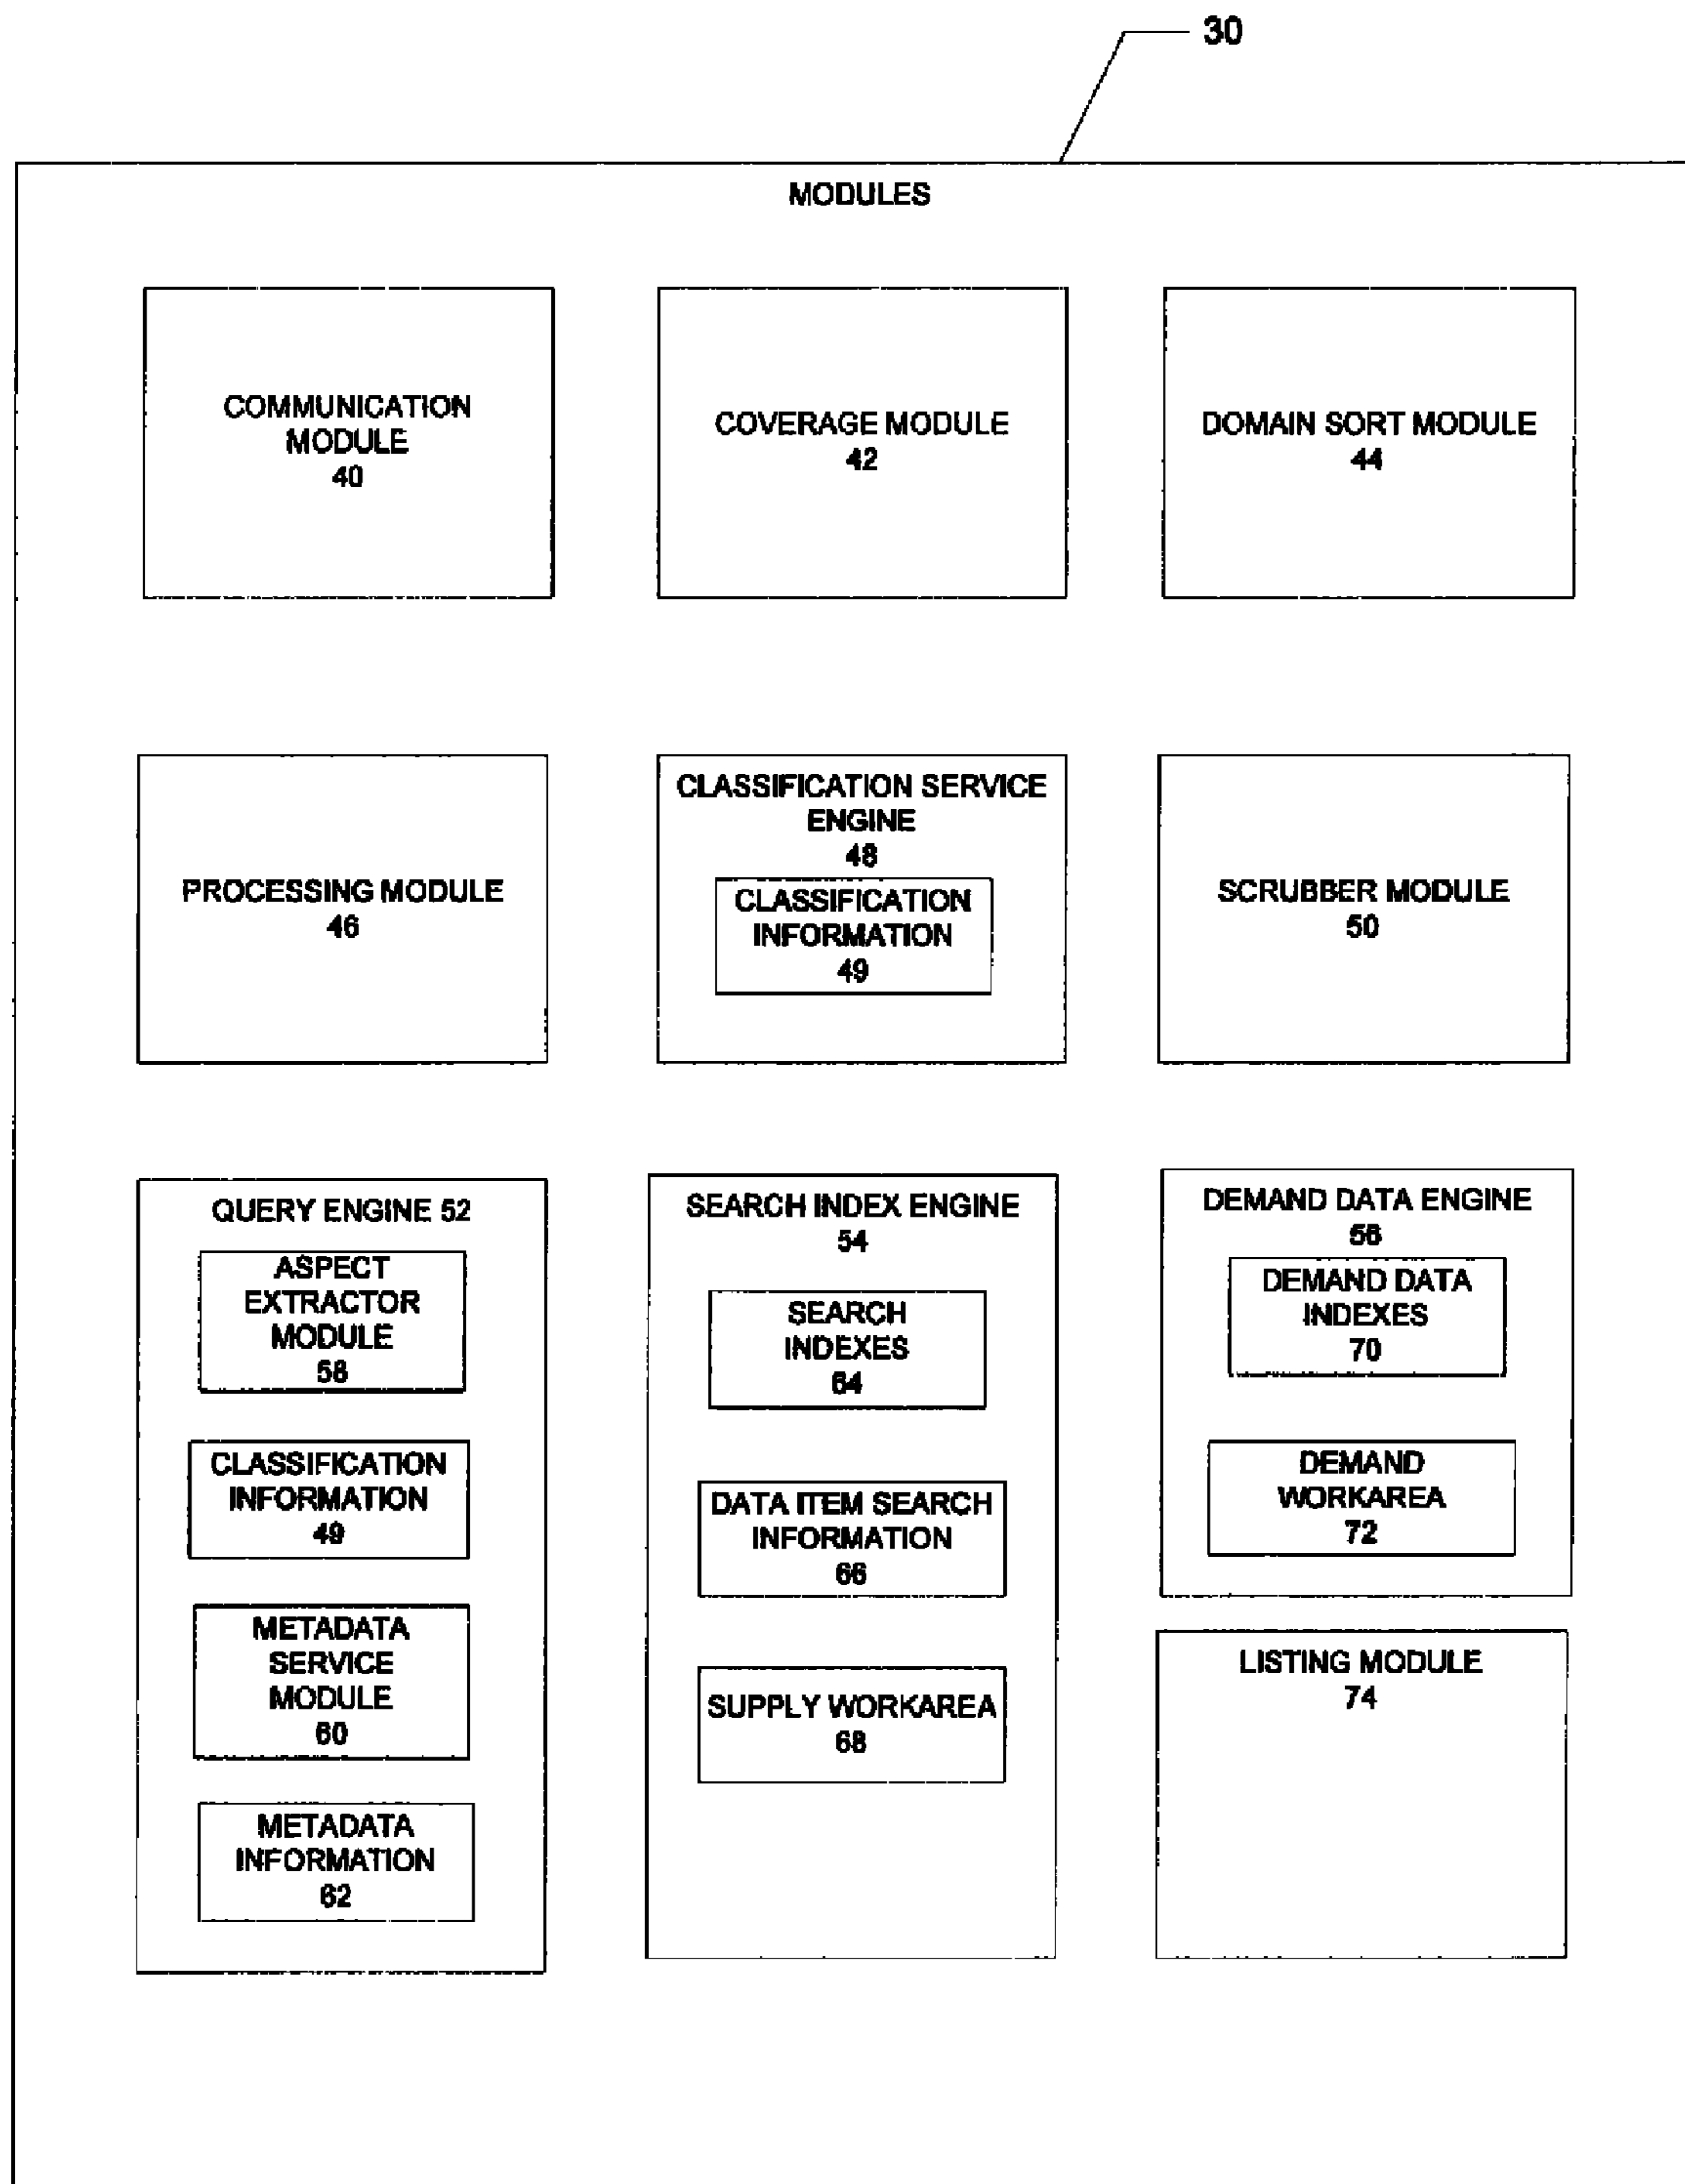 30
MODULES
COMMUNICATION
MODULE
40
COVERAGE MODULE
42
DOMAIN SORT MODULE
44
PROCESSING MODULE
46
CLASSIFICATION SERVICE
ENGINE
48
CLASSIFICATION
INFORMATION
49
SCRUBBER MODULE
50
QUERY ENGINE 52
ASPECT
EXTRACTOR
MODULE
58
CLASSIFICATION
INFORMATION
49
METADATA
SERVICE
MODULE
60
METADATA
INFORMATION
62
SEARCH INDEX ENGINE
54
SEARCH
INDEXES
64
DATA ITEM SEARCH
INFORMATION
66
SUPPLY WORKAREA
68
DEMAND DATA ENGINE
56
DEMAND DATA
INDEXES
70
DEMAND
WORKAREA
72
LISTING MODULE
74